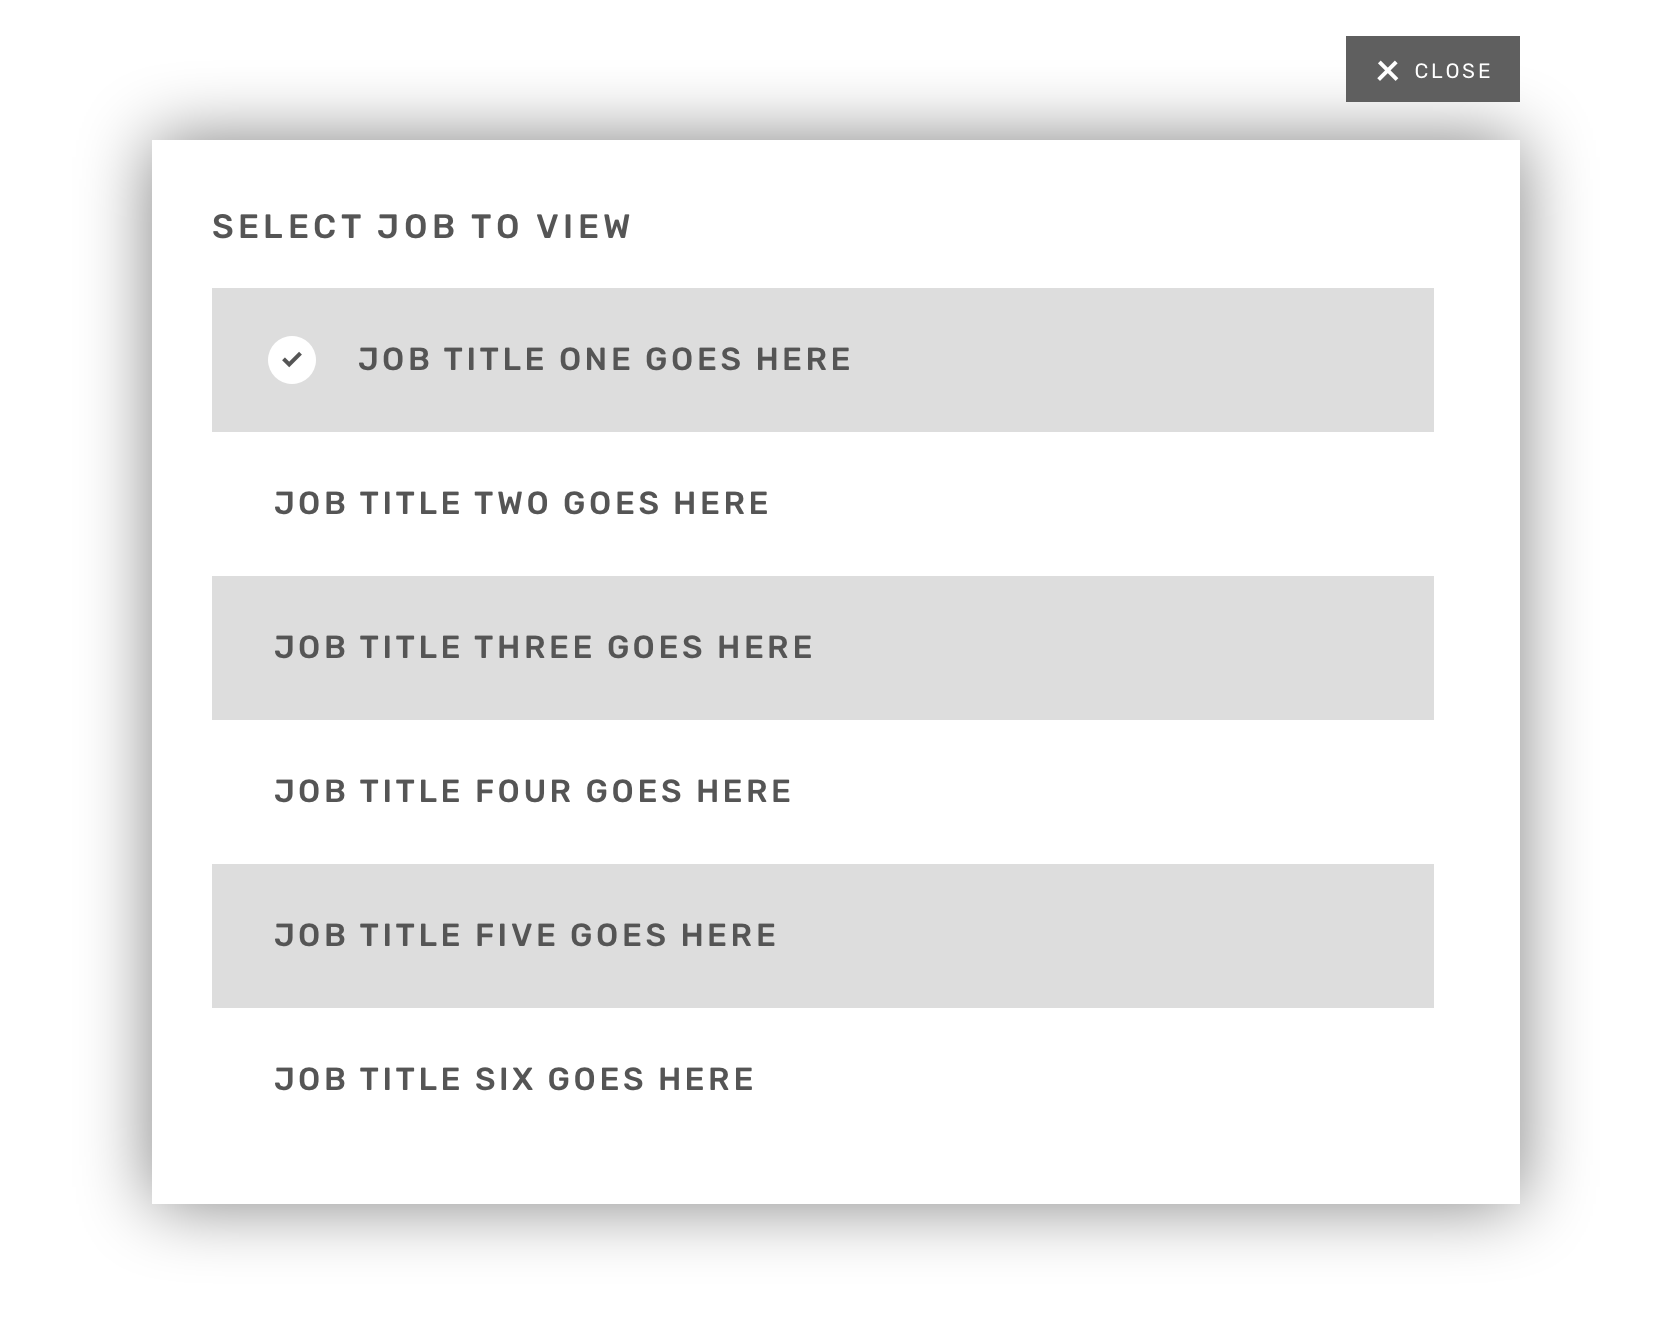 CLOSE
SELECT JOB TO VIEW
JOB TITLE ONE GOES HERE
JOB TITLE TWO GOES HERE
JOB TITLE THREE GOES HERE
JOB TITLE FOUR GOES HERE
JOB TITLE FIVE GOES HERE
JOB TITLE SIX GOES HERE